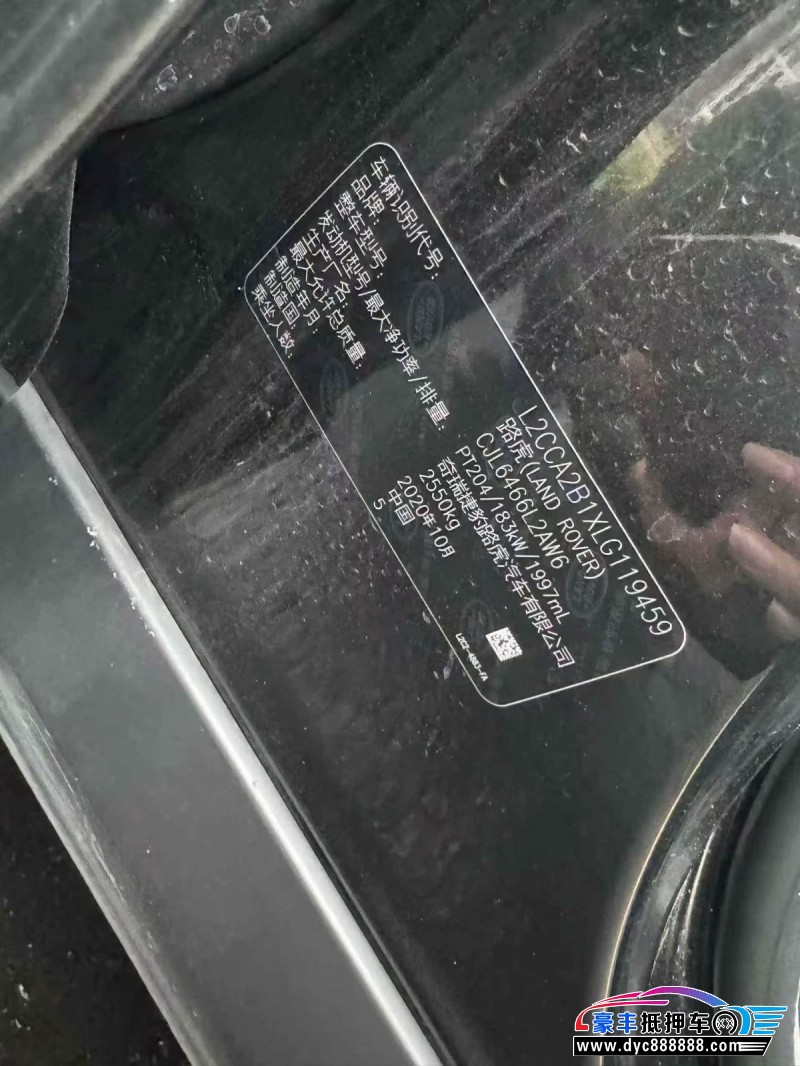 车辆识别代号: L2CCA2B1XLG119459
品牌: 路虎(LAND ROVER)
整车型号: CJL6466L2AW6
发动机型号/最大净功率/排量: PT204/183kW/1997mL
生产厂名: 奇瑞捷豹路虎汽车有限公司
最大允许总质量: 2550kg
制造年月: 2020年10月
制造国: 中国
乘坐人数: 5
豪丰抵押车
www.dyc888888.com